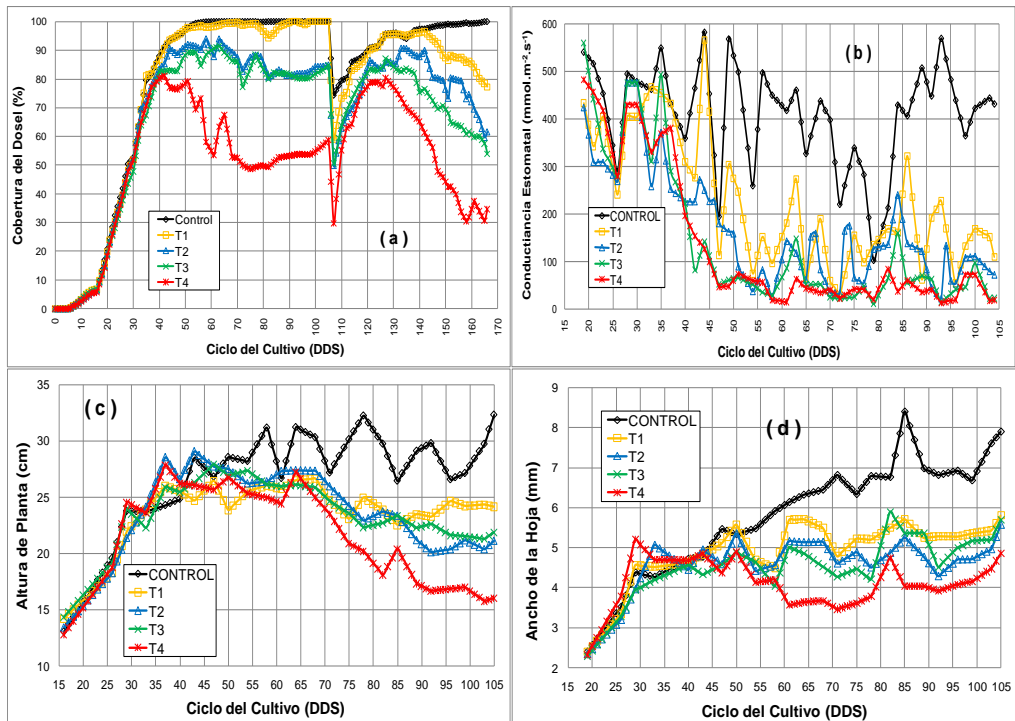 Cobertura del Dosel (%)
100
90
80
70
60
50
40
30
20
10
0
Control
T1
T2
T3
T4
( a )
0 10 20 30 40 50 60 70 80 90 100 110 120 130 140 150 160 170
Ciclo del Cultivo (DDS)
Conductiancia Estomatal (mmol.m-2.s-1)
600
500
400
300
200
100
0
( b )
CONTROL
T1
T2
T3
T4
15 20 25 30 35 40 45 50 55 60 65 70 75 80 85 90 95 100 105
Ciclo del Cultivo (DDS)
Altura de Planta (cm)
35
30
25
20
15
10
( c )
CONTROL
T1
T2
T3
T4
15 20 25 30 35 40 45 50 55 60 65 70 75 80 85 90 95 100 105
Ciclo del Cultivo (DDS)
Ancho de la Hoja (mm)
9
8
7
6
5
4
3
2
( d )
CONTROL
T1
T2
T3
T4
15 20 25 30 35 40 45 50 55 60 65 70 75 80 85 90 95 100 105
Ciclo del Cultivo (DDS)